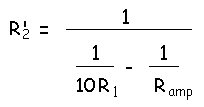 R'₂ = 1 / (1/10R₁ - 1/Rₐₘₚ)